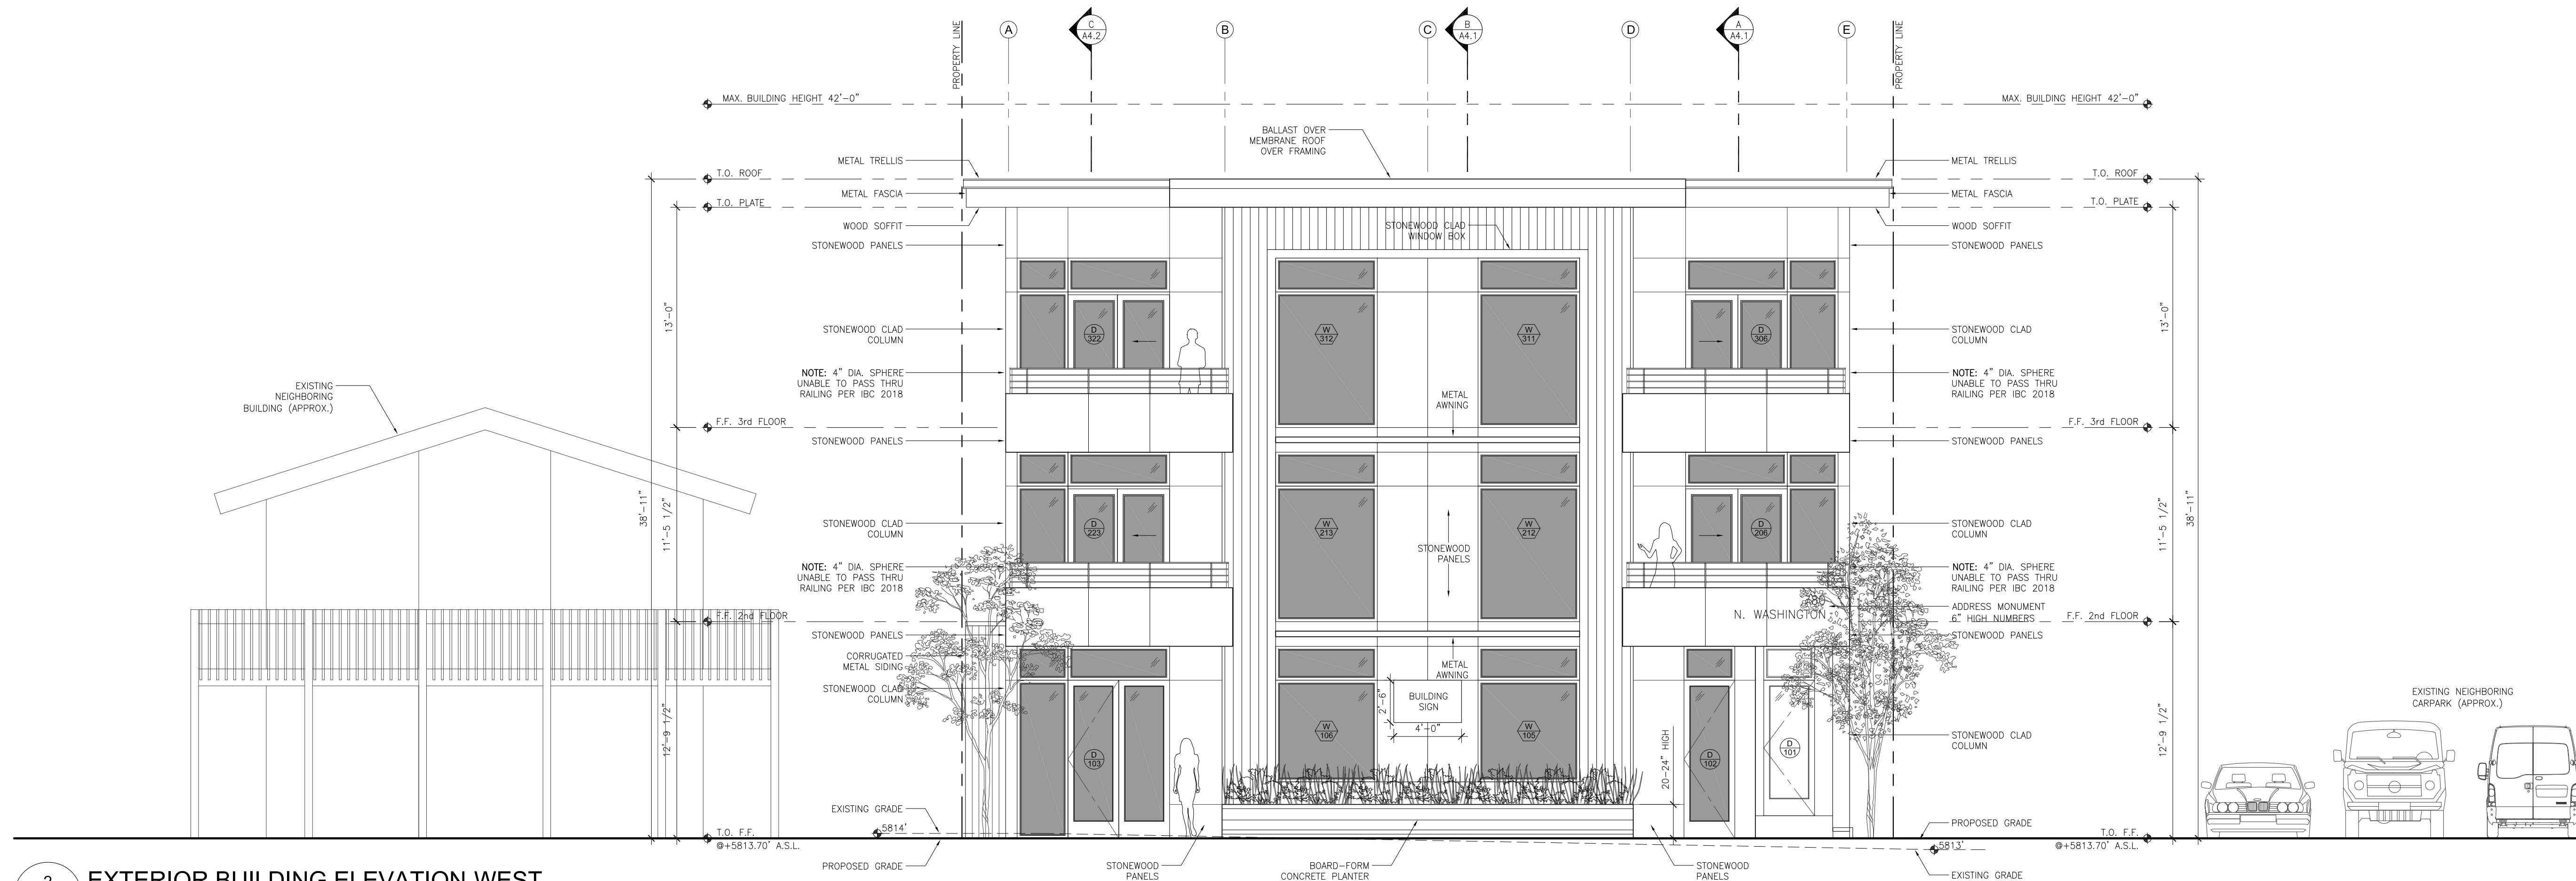 PROPERTY LINE
A
C
A4.2
B
C
B
A4.1
D
A
A4.1
E
PROPERTY LINE
MAX. BUILDING HEIGHT 42'-0"
MAX. BUILDING HEIGHT 42'-0"
BALLAST OVER
MEMBRANE ROOF
OVER FRAMING
T.O. ROOF
T.O. PLATE
METAL TRELLIS
METAL FASCIA
WOOD SOFFIT
STONEWOOD PANELS
STONEWOOD CLAD
WINDOW BOX
METAL TRELLIS
METAL FASCIA
WOOD SOFFIT
STONEWOOD PANELS
T.O. ROOF
T.O. PLATE
13'-0"
STONEWOOD CLAD
COLUMN
D
322
W
312
W
311
D
306
STONEWOOD CLAD
COLUMN
13'-0"
EXISTING
NEIGHBORING
BUILDING (APPROX.)
NOTE: 4" DIA. SPHERE
UNABLE TO PASS THRU
RAILING PER IBC 2018
METAL
AWNING
NOTE: 4" DIA. SPHERE
UNABLE TO PASS THRU
RAILING PER IBC 2018
F.F. 3rd FLOOR
STONEWOOD PANELS
STONEWOOD PANELS
F.F. 3rd FLOOR
38'-11"
11'-5 1/2"
STONEWOOD CLAD
COLUMN
D
223
W
213
W
212
D
206
STONEWOOD CLAD
COLUMN
11'-5 1/2"
38'-11"
STONEWOOD
PANELS
NOTE: 4" DIA. SPHERE
UNABLE TO PASS THRU
RAILING PER IBC 2018
NOTE: 4" DIA. SPHERE
UNABLE TO PASS THRU
RAILING PER IBC 2018
N. WASHINGTON
ADDRESS MONUMENT
6" HIGH NUMBERS
F.F. 2nd FLOOR
F.F. 2nd FLOOR
STONEWOOD PANELS
CORRUGATED
METAL SIDING
STONEWOOD CLAD
COLUMN
STONEWOOD PANELS
METAL
AWNING
BUILDING
SIGN
2'-6"
4'-0"
12'-9 1/2"
D
103
W
106
W
105
D
102
D
101
20-24" HIGH
STONEWOOD CLAD
COLUMN
12'-9 1/2"
EXISTING NEIGHBORING
CARPARK (APPROX.)
EXISTING GRADE
5814'
T.O. F.F.
@+5813.70' A.S.L.
PROPOSED GRADE
STONEWOOD
PANELS
BOARD-FORM
CONCRETE PLANTER
STONEWOOD
PANELS
PROPOSED GRADE
5813'
EXISTING GRADE
T.O. F.F.
@+5813.70' A.S.L.
2
EXTERIOR BUILDING ELEVATION WEST